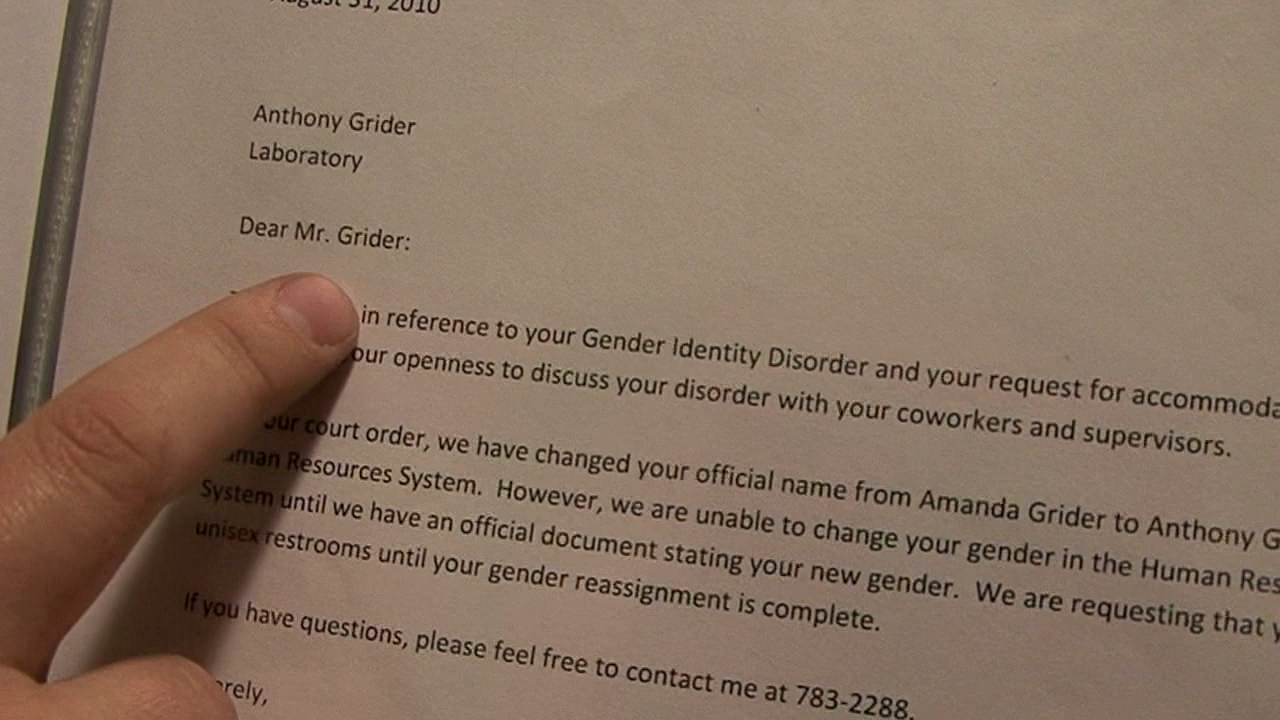 August 31, 2010
Anthony Grider
Laboratory
Dear Mr. Grider:
in reference to your Gender Identity Disorder and your request for
our openness to discuss your disorder with your coworkers and supervisors.
our court order, we have changed your official name from Amanda Grider to Anthony
Resources System. However, we are unable to change your gender in the Human
System until we have an official document stating your new gender. We are requesting that
unisex restrooms until your gender reassignment is complete.
If you have questions, please feel free to contact me at 783-2288.